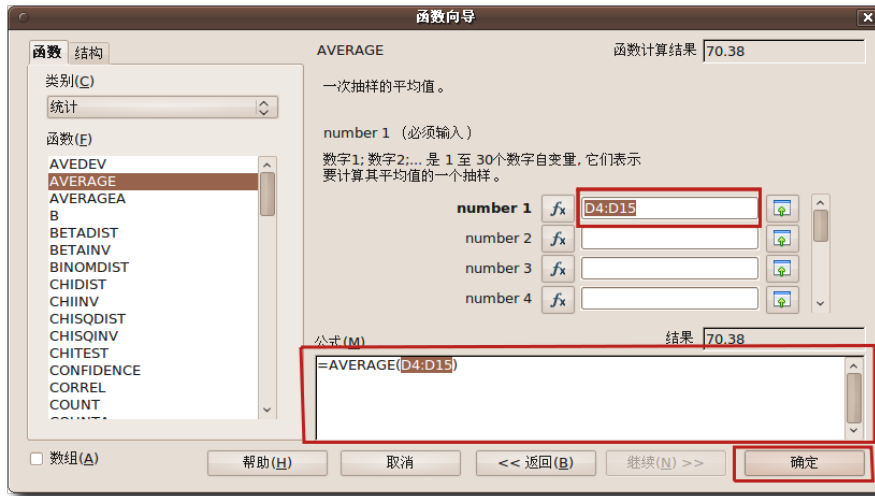 函数向导
函数 结构
类别(C)
统计
函数(F)
AVEDEV
AVERAGE
AVERAGEA
B
BETADIST
BETAINV
BINOMDIST
CHIDIST
CHIINV
CHISQDIST
CHISQINV
CHITEST
CONFIDENCE
CORREL
COUNT
AVERAGE 函数计算结果 70.38
一次抽样的平均值。
number 1 (必须输入)
数字1; 数字2;... 是 1 至 30个数字自变量, 它们表示
要计算其平均值的一个抽样。
number 1 fx D4:D15
number 2 fx
number 3 fx
number 4 fx
公式(M) 结果 70.38
=AVERAGE(D4:D15)
数组(A) 帮助(H) 取消 << 返回(B) 继续(N) >> 确定